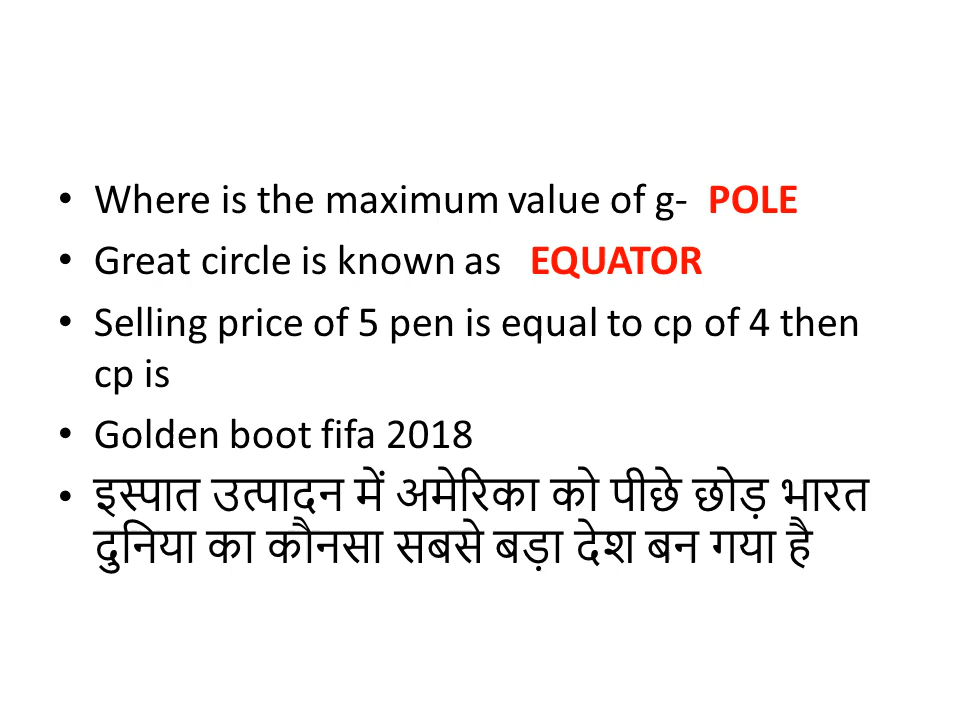 • Where is the maximum value of g- POLE
• Great circle is known as EQUATOR
• Selling price of 5 pen is equal to cp of 4 then
cp is
• Golden boot fifa 2018
• इस्पात उत्पादन में अमेरिका को पीछे छोड़ भारत
दुनिया का कौनसा सबसे बड़ा देश बन गया है